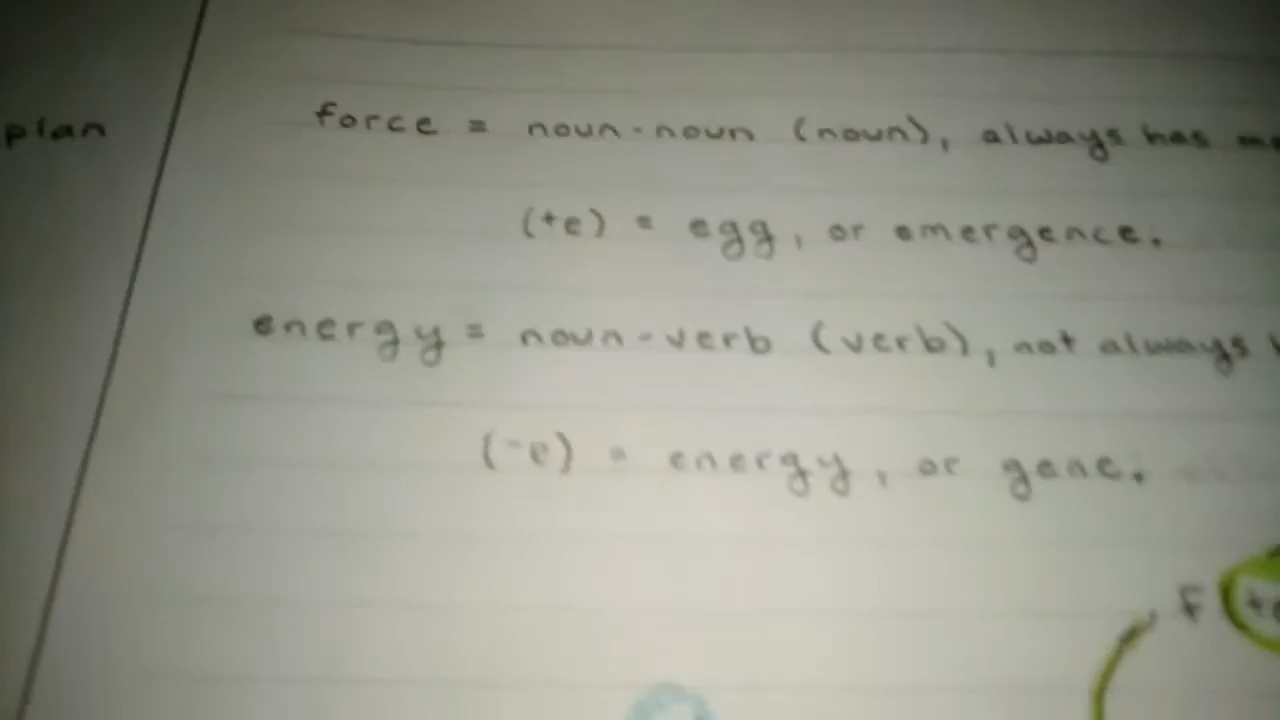 plan
force = noun-noun (noun), always has
(+e) = egg, or emergence.
energy = noun-verb (verb), not always
(-e) = energy, or gene.
F